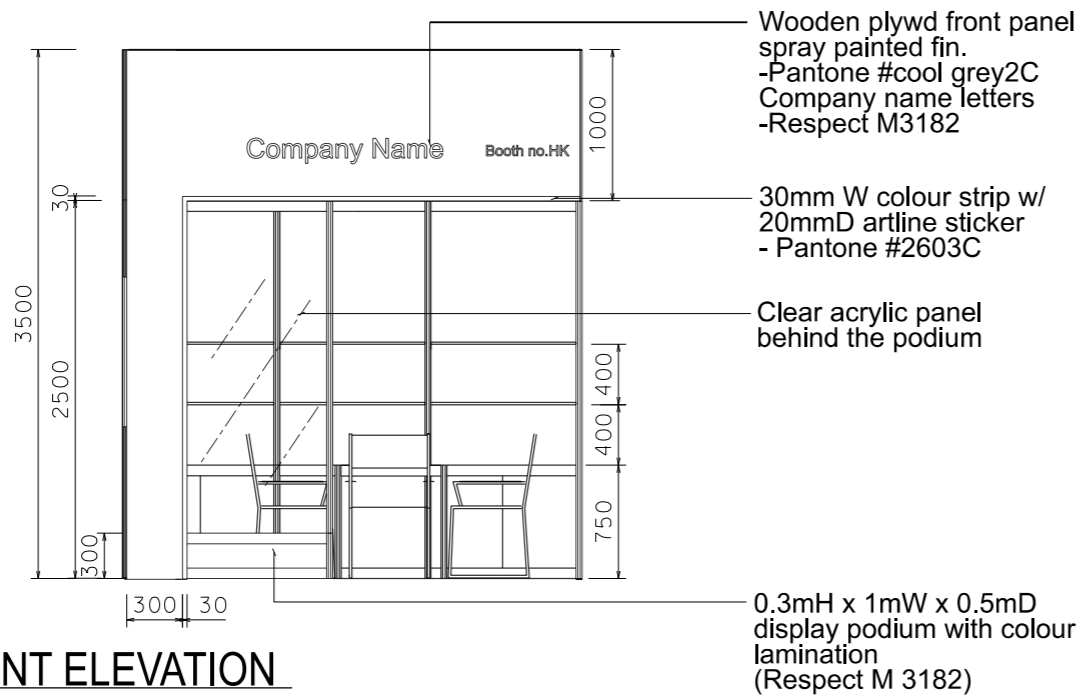 Wooden plywd front panel
spray painted fin.
-Pantone #cool grey2C
Company name letters
-Respect M3182
Company Name
Booth no.HK
1000
30
30mm W colour strip w/
20mmD artline sticker
- Pantone #2603C
Clear acrylic panel
behind the podium
3500
2500
400
400
750
300
300
30
0.3mH x 1mW x 0.5mD
display podium with colour
lamination
(Respect M 3182)
NT ELEVATION